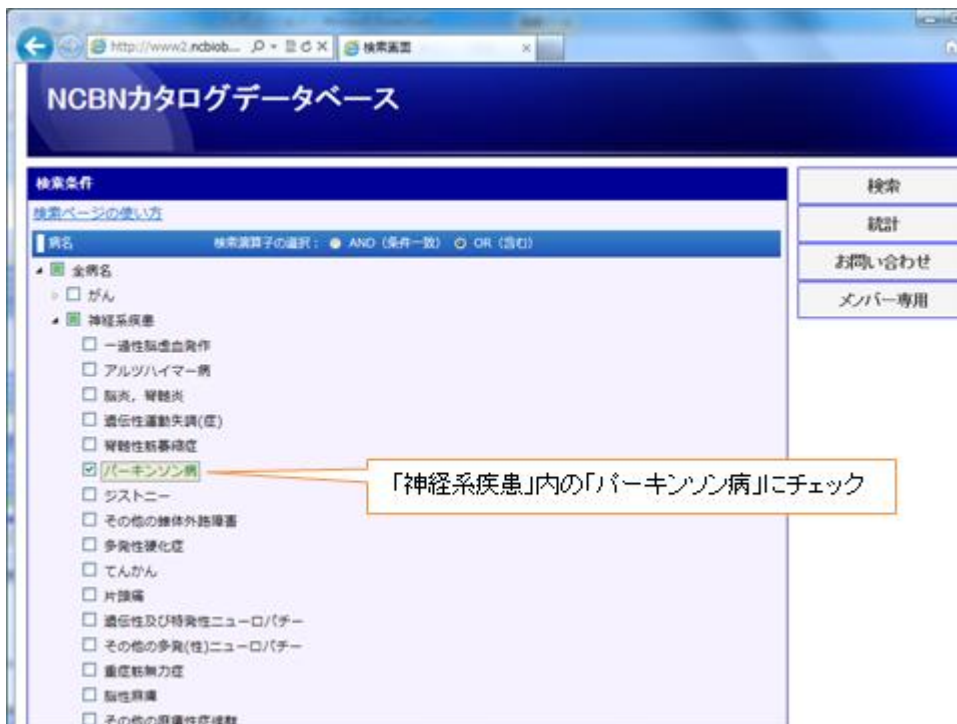 http://www2.ncbiob...
検索画面
NCBNカタログデータベース
検索条件
検索
検索ページの使い方
統計
病名
検索演算子の選択： AND（条件一致） OR（含む）
お問い合わせ
全病名
メンバー専用
がん
神経系疾患
一過性脳虚血発作
アルツハイマー病
脳炎，脊髄炎
遺伝性運動失調(症)
脊髄性筋萎縮症
パーキンソン病
「神経系疾患」内の「パーキンソン病」にチェック
ジストニー
その他の錐体外路障害
多発性硬化症
てんかん
片頭痛
遺伝性及び特発性ニューロパチー
その他の多発(性)ニューロパチー
重症筋無力症
脳性麻痺
その他の麻痺性症候群